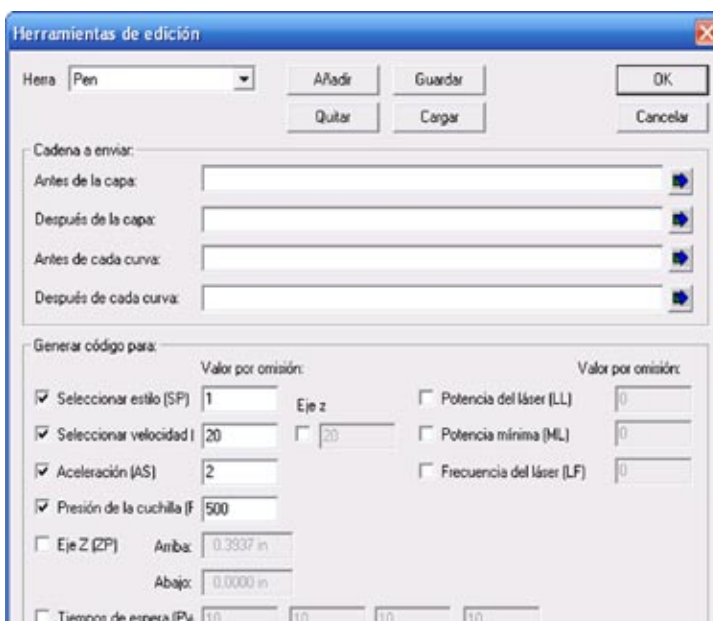 Herramientas de edición
Herra Pen Añadir Guardar OK
Quitar Cargar Cancelar
Cadena a enviar:
Antes de la capa:
Después de la capa:
Antes de cada curva:
Después de cada curva:
Generar código para:
Valor por omisión: Valor por omisión:
Seleccionar estilo (SP) 1 Eje z Potencia del láser (LL) 0
Seleccionar velocidad ( 20 20 Potencia mínima (ML) 0
Aceleración (AS) 2 Frecuencia del láser (LF) 0
Presión de la cuchilla (F 500
Eje Z (ZP) Arriba: 0.3937 in
Abajo: 0.0000 in
Tiempos de espera (PV 10 10 10 10